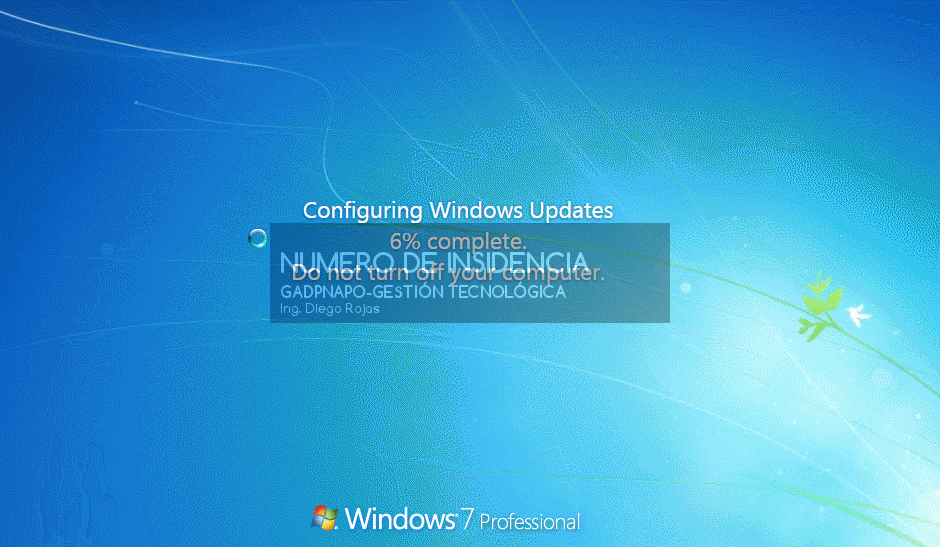 Configuring Windows Updates
6% complete.
NUMERO DE INSIDENCIA
Do not turn off your computer.
GADPNAPO-GESTIÓN TECNOLÓGICA
Ing. Diego Rojas
Windows 7 Professional